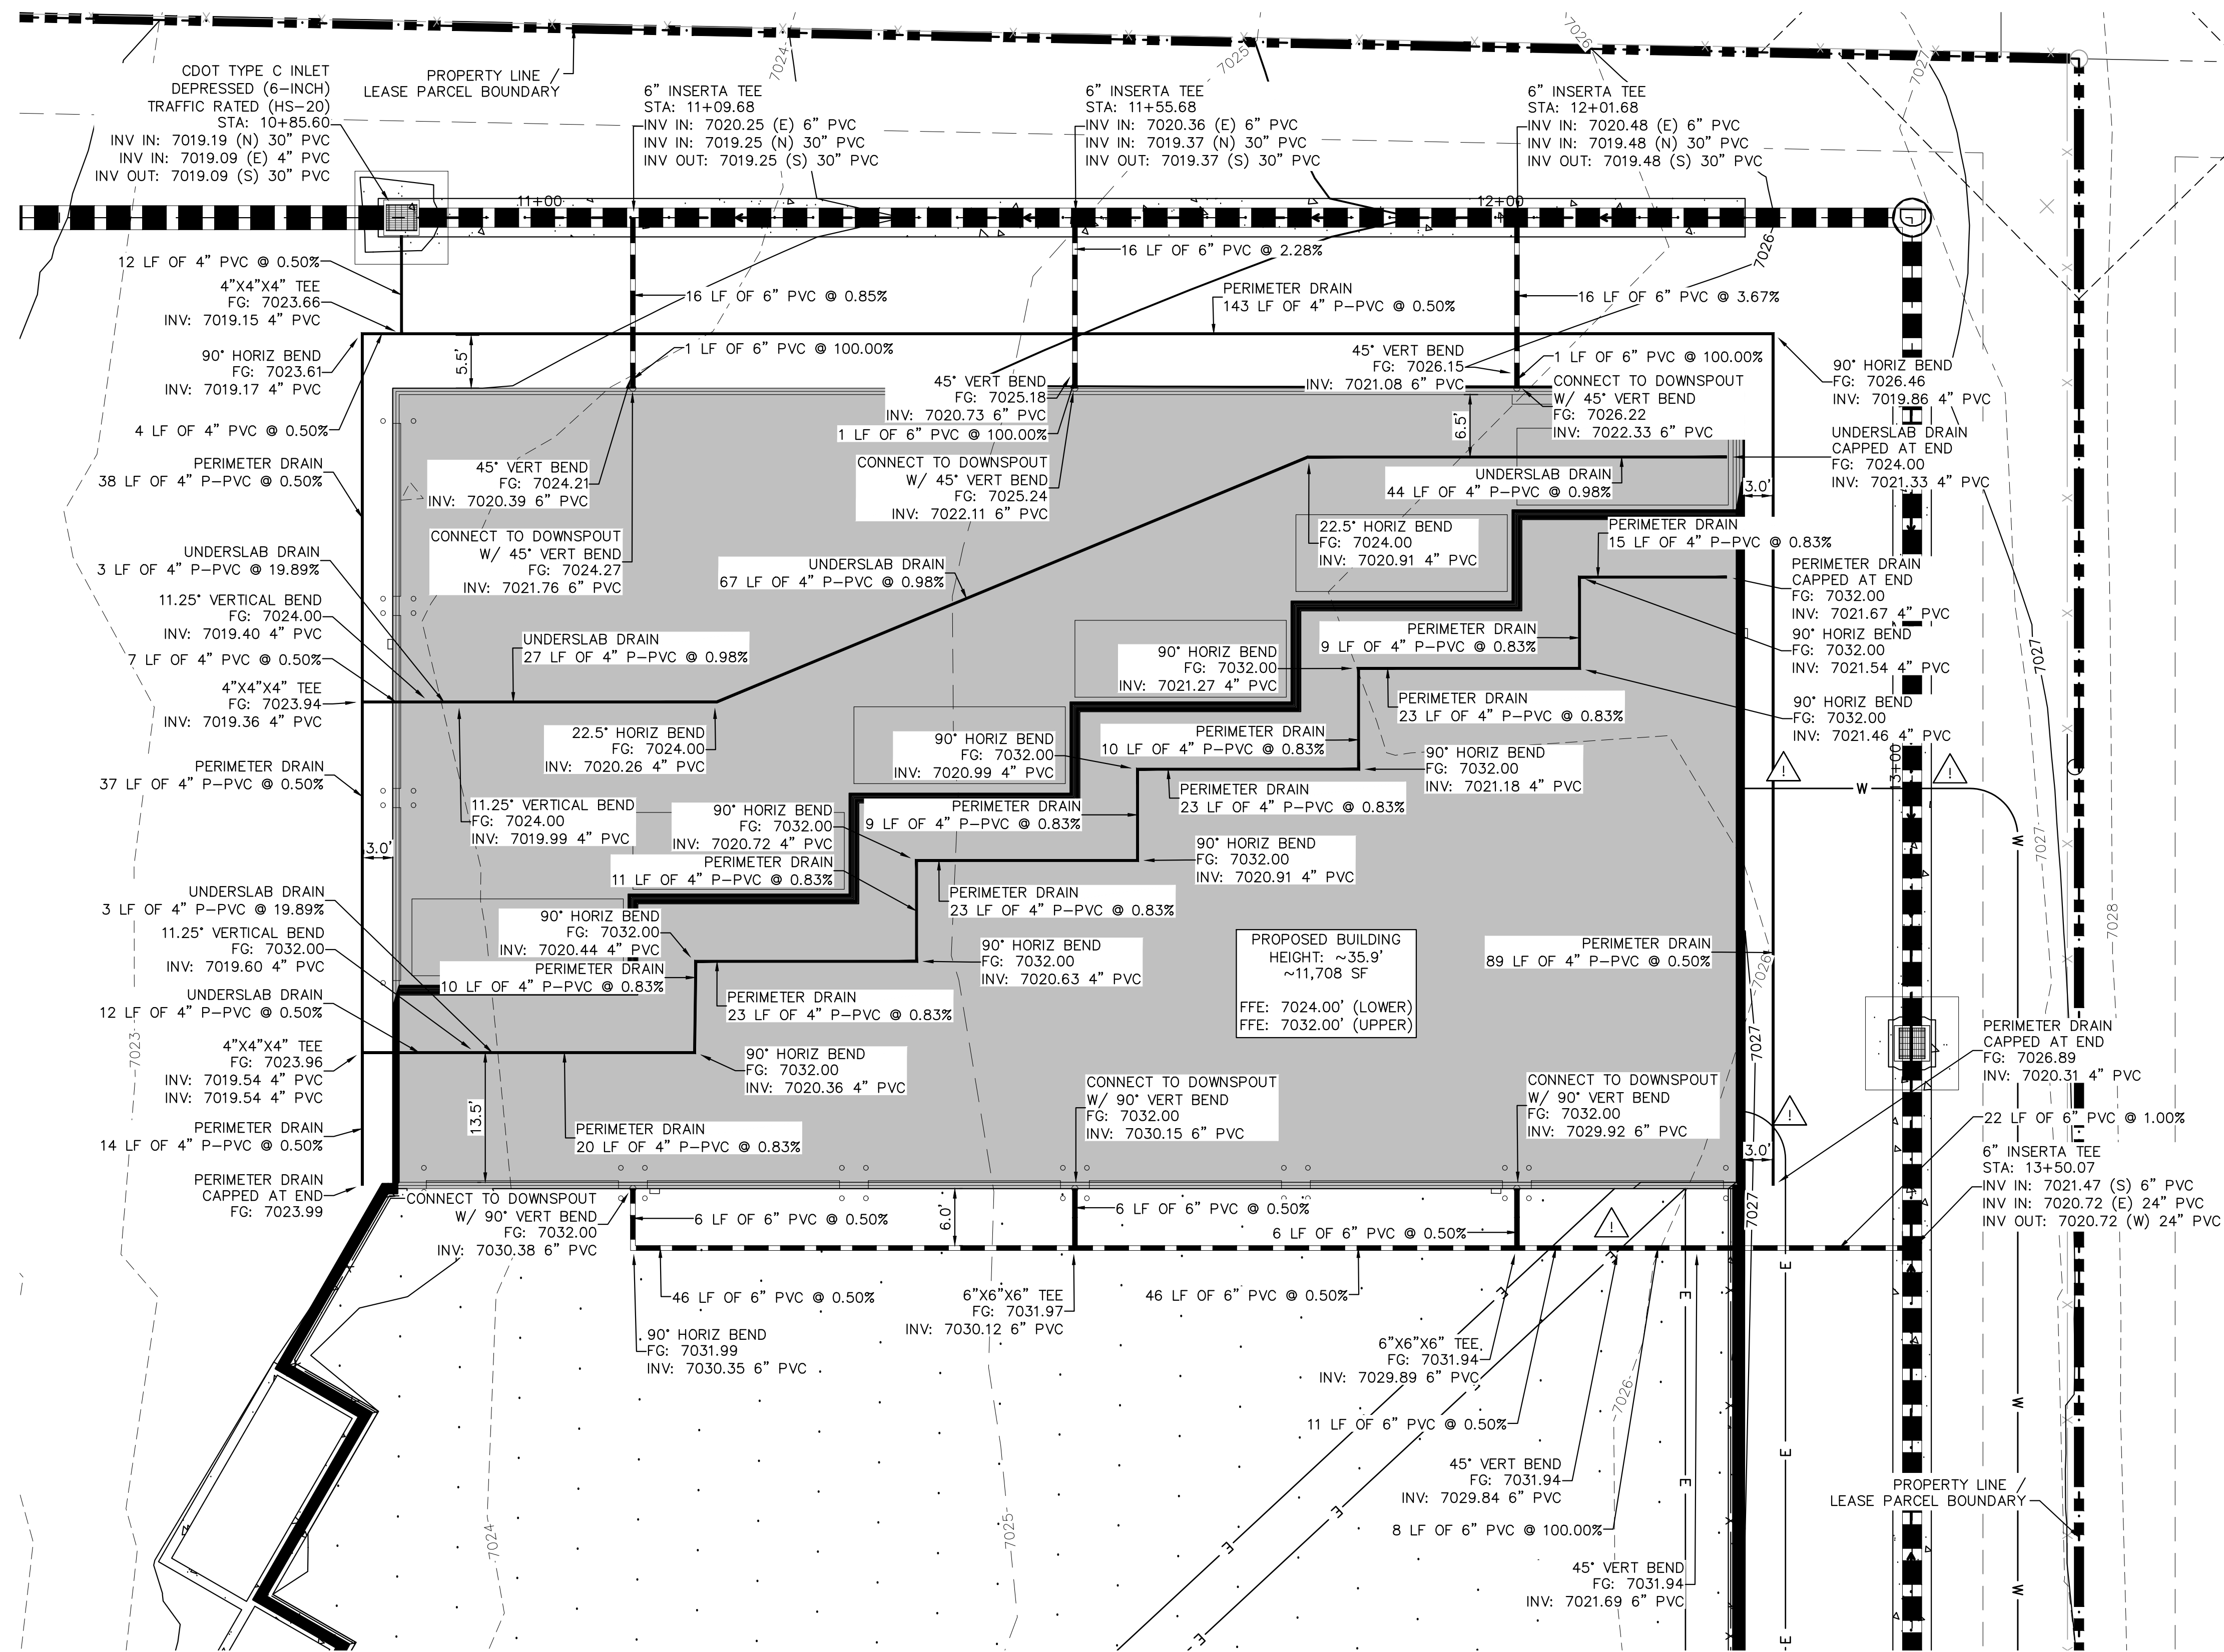 CDOT TYPE C INLET
DEPRESSED (6-INCH)
TRAFFIC RATED (HS-20)
STA: 10+85.60
INV IN: 7019.19 (N) 30" PVC
INV IN: 7019.09 (E) 4" PVC
INV OUT: 7019.09 (S) 30" PVC
PROPERTY LINE /
LEASE PARCEL BOUNDARY
7024
6" INSERTA TEE
STA: 11+09.68
INV IN: 7020.25 (E) 6" PVC
INV IN: 7019.25 (N) 30" PVC
INV OUT: 7019.25 (S) 30" PVC
7025
6" INSERTA TEE
STA: 11+55.68
INV IN: 7020.36 (E) 6" PVC
INV IN: 7019.37 (N) 30" PVC
INV OUT: 7019.37 (S) 30" PVC
7026
6" INSERTA TEE
STA: 12+01.68
INV IN: 7020.48 (E) 6" PVC
INV IN: 7019.48 (N) 30" PVC
INV OUT: 7019.48 (S) 30" PVC
7027
11+00
12+00
7026
12 LF OF 4" PVC @ 0.50%
4"X4"X4" TEE
FG: 7023.66
INV: 7019.15 4" PVC
90° HORIZ BEND
FG: 7023.61
INV: 7019.17 4" PVC
4 LF OF 4" PVC @ 0.50%
PERIMETER DRAIN
38 LF OF 4" P-PVC @ 0.50%
UNDERSLAB DRAIN
3 LF OF 4" P-PVC @ 19.89%
11.25° VERTICAL BEND
FG: 7024.00
INV: 7019.40 4" PVC
7 LF OF 4" PVC @ 0.50%
4"X4"X4" TEE
FG: 7023.94
INV: 7019.36 4" PVC
PERIMETER DRAIN
37 LF OF 4" P-PVC @ 0.50%
3.0'
UNDERSLAB DRAIN
3 LF OF 4" P-PVC @ 19.89%
11.25° VERTICAL BEND
FG: 7032.00
INV: 7019.60 4" PVC
UNDERSLAB DRAIN
12 LF OF 4" P-PVC @ 0.50%
4"X4"X4" TEE
FG: 7023.96
INV: 7019.54 4" PVC
INV: 7019.54 4" PVC
PERIMETER DRAIN
14 LF OF 4" P-PVC @ 0.50%
PERIMETER DRAIN
CAPPED AT END
FG: 7023.99
7023
5.5'
16 LF OF 6" PVC @ 0.85%
1 LF OF 6" PVC @ 100.00%
16 LF OF 6" PVC @ 2.28%
PERIMETER DRAIN
143 LF OF 4" P-PVC @ 0.50%
16 LF OF 6" PVC @ 3.67%
45° VERT BEND
FG: 7026.15
INV: 7021.08 6" PVC
1 LF OF 6" PVC @ 100.00%
CONNECT TO DOWNSPOUT
W/ 45° VERT BEND
FG: 7026.22
INV: 7022.33 6" PVC
45° VERT BEND
FG: 7025.18
INV: 7020.73 6" PVC
1 LF OF 6" PVC @ 100.00%
CONNECT TO DOWNSPOUT
W/ 45° VERT BEND
FG: 7025.24
INV: 7022.11 6" PVC
6.5'
45° VERT BEND
FG: 7024.21
INV: 7020.39 6" PVC
CONNECT TO DOWNSPOUT
W/ 45° VERT BEND
FG: 7024.27
INV: 7021.76 6" PVC
90° HORIZ BEND
FG: 7026.46
INV: 7019.86 4" PVC
UNDERSLAB DRAIN
CAPPED AT END
FG: 7024.00
INV: 7021.33 4" PVC
UNDERSLAB DRAIN
44 LF OF 4" P-PVC @ 0.98%
3.0'
22.5° HORIZ BEND
FG: 7024.00
INV: 7020.91 4" PVC
PERIMETER DRAIN
15 LF OF 4" P-PVC @ 0.83%
PERIMETER DRAIN
CAPPED AT END
FG: 7032.00
INV: 7021.67 4" PVC
90° HORIZ BEND
FG: 7032.00
INV: 7021.54 4" PVC
90° HORIZ BEND
FG: 7032.00
INV: 7021.46 4" PVC
UNDERSLAB DRAIN
67 LF OF 4" P-PVC @ 0.98%
UNDERSLAB DRAIN
27 LF OF 4" P-PVC @ 0.98%
PERIMETER DRAIN
9 LF OF 4" P-PVC @ 0.83%
90° HORIZ BEND
FG: 7032.00
INV: 7021.27 4" PVC
PERIMETER DRAIN
23 LF OF 4" P-PVC @ 0.83%
22.5° HORIZ BEND
FG: 7024.00
INV: 7020.26 4" PVC
PERIMETER DRAIN
10 LF OF 4" P-PVC @ 0.83%
90° HORIZ BEND
FG: 7032.00
INV: 7020.99 4" PVC
90° HORIZ BEND
FG: 7032.00
INV: 7021.18 4" PVC
11.25° VERTICAL BEND
FG: 7024.00
INV: 7019.99 4" PVC
90° HORIZ BEND
FG: 7032.00
INV: 7020.72 4" PVC
PERIMETER DRAIN
9 LF OF 4" P-PVC @ 0.83%
PERIMETER DRAIN
23 LF OF 4" P-PVC @ 0.83%
PERIMETER DRAIN
11 LF OF 4" P-PVC @ 0.83%
90° HORIZ BEND
FG: 7032.00
INV: 7020.91 4" PVC
PERIMETER DRAIN
23 LF OF 4" P-PVC @ 0.83%
90° HORIZ BEND
FG: 7032.00
INV: 7020.44 4" PVC
PERIMETER DRAIN
10 LF OF 4" P-PVC @ 0.83%
90° HORIZ BEND
FG: 7032.00
INV: 7020.63 4" PVC
PROPOSED BUILDING
HEIGHT: ~35.9'
~11,708 SF
FFE: 7024.00' (LOWER)
FFE: 7032.00' (UPPER)
PERIMETER DRAIN
89 LF OF 4" P-PVC @ 0.50%
7026
7027
PERIMETER DRAIN
23 LF OF 4" P-PVC @ 0.83%
90° HORIZ BEND
FG: 7032.00
INV: 7020.36 4" PVC
13.5'
PERIMETER DRAIN
20 LF OF 4" P-PVC @ 0.83%
CONNECT TO DOWNSPOUT
W/ 90° VERT BEND
FG: 7032.00
INV: 7030.15 6" PVC
CONNECT TO DOWNSPOUT
W/ 90° VERT BEND
FG: 7032.00
INV: 7029.92 6" PVC
3.0'
7027
7027
7027
7028
13+00
!
!
!
!
W
W
W
W
PERIMETER DRAIN
CAPPED AT END
FG: 7026.89
INV: 7020.31 4" PVC
22 LF OF 6" PVC @ 1.00%
6" INSERTA TEE
STA: 13+50.07
INV IN: 7021.47 (S) 6" PVC
INV IN: 7020.72 (E) 24" PVC
INV OUT: 7020.72 (W) 24" PVC
CONNECT TO DOWNSPOUT
W/ 90° VERT BEND
FG: 7032.00
INV: 7030.38 6" PVC
6 LF OF 6" PVC @ 0.50%
6.0'
6 LF OF 6" PVC @ 0.50%
6 LF OF 6" PVC @ 0.50%
46 LF OF 6" PVC @ 0.50%
90° HORIZ BEND
FG: 7031.99
INV: 7030.35 6" PVC
6"X6"X6" TEE
FG: 7031.97
INV: 7030.12 6" PVC
46 LF OF 6" PVC @ 0.50%
6"X6"X6" TEE
FG: 7031.94
INV: 7029.89 6" PVC
11 LF OF 6" PVC @ 0.50%
45° VERT BEND
FG: 7031.94
INV: 7029.84 6" PVC
8 LF OF 6" PVC @ 100.00%
45° VERT BEND
FG: 7031.94
INV: 7021.69 6" PVC
7024
7025
7026
E
E
E
E
E
E
E
E
E
E
PROPERTY LINE /
LEASE PARCEL BOUNDARY